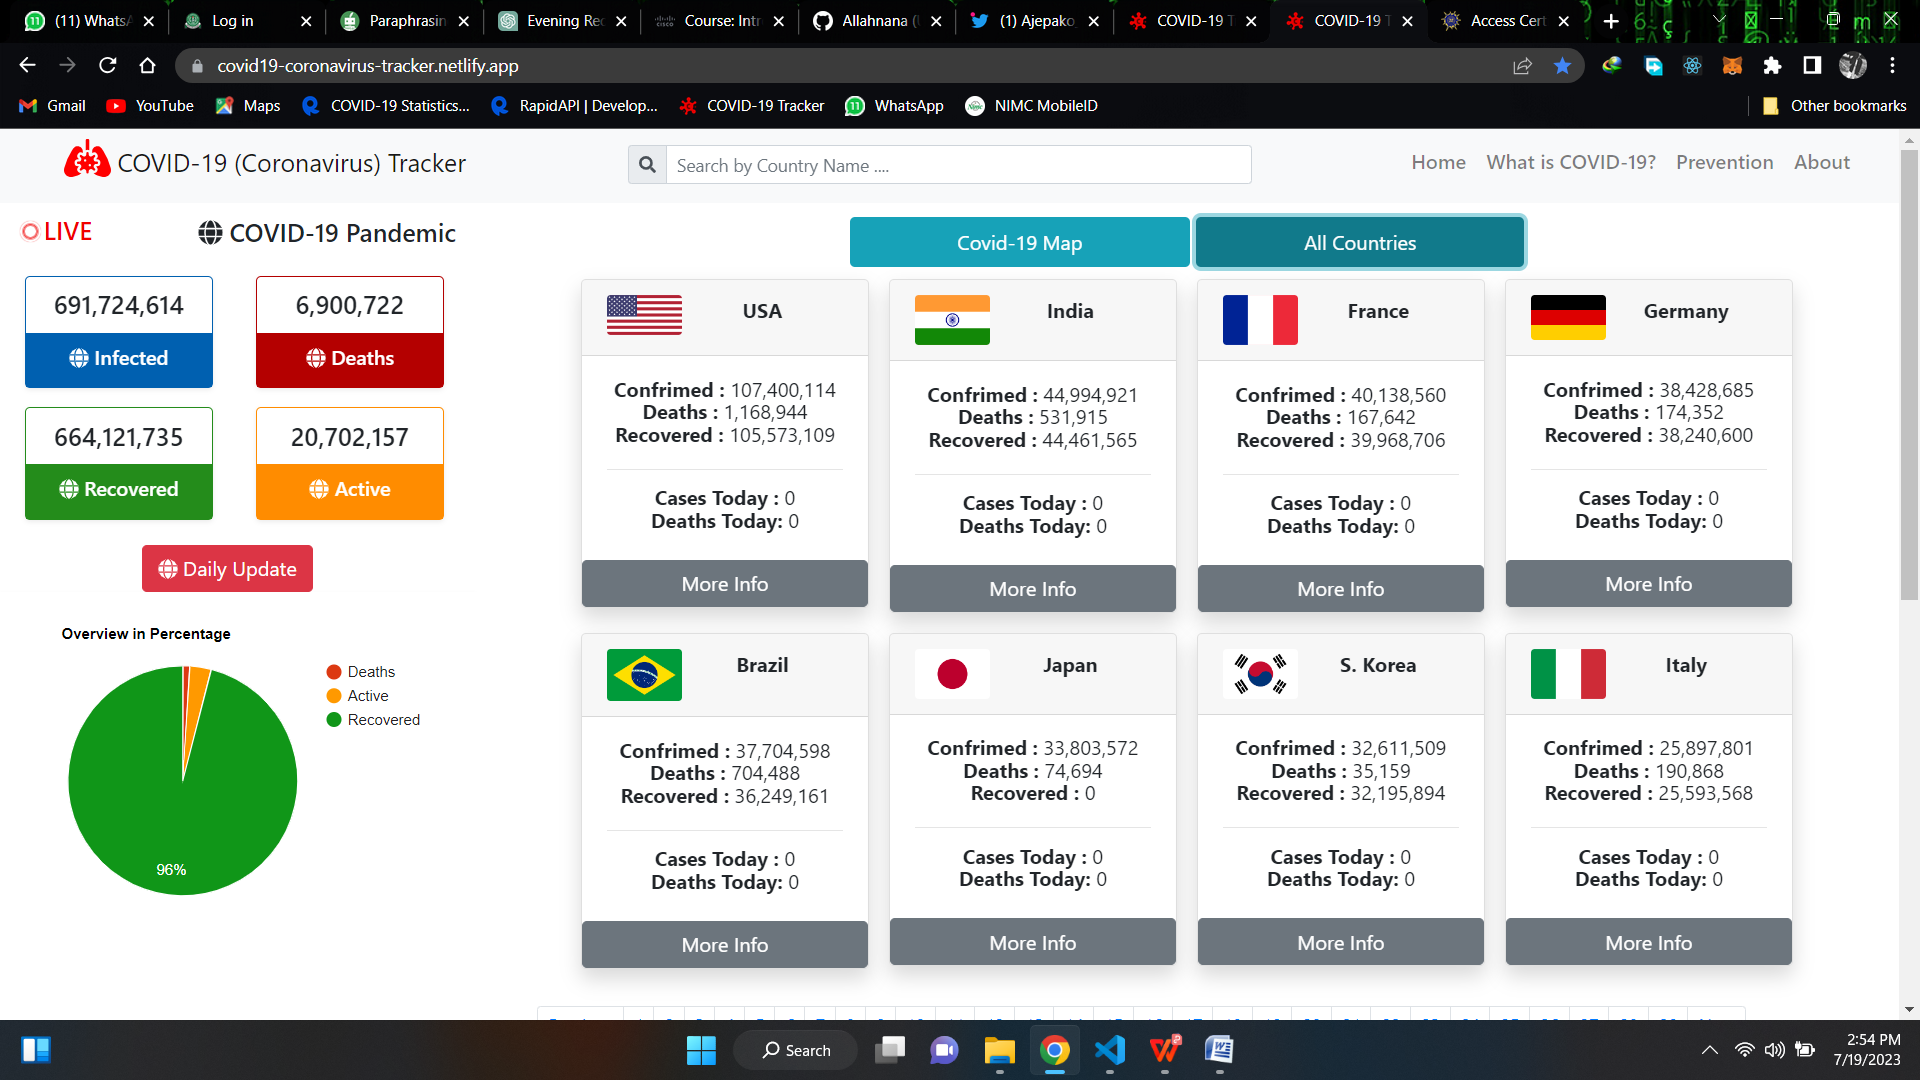 (11) WhatsA
Log in
Paraphrasin
Evening Rec
Course: Intr
Allahnana (
(1) Ajepako
COVID-19 T
COVID-19 T
Access Cert
covid19-coronavirus-tracker.netlify.app
Gmail
YouTube
Maps
COVID-19 Statistics...
RapidAPI | Develop...
COVID-19 Tracker
WhatsApp
NIMC MobileID
Other bookmarks
COVID-19 (Coronavirus) Tracker
Search by Country Name ....
Home
What is COVID-19?
Prevention
About
LIVE
COVID-19 Pandemic
691,724,614
Infected
6,900,722
Deaths
664,121,735
Recovered
20,702,157
Active
Daily Update
Overview in Percentage
Deaths
Active
Recovered
96%
Covid-19 Map
All Countries
USA
Confrimed : 107,400,114
Deaths : 1,168,944
Recovered : 105,573,109
Cases Today : 0
Deaths Today: 0
More Info
India
Confrimed : 44,994,921
Deaths : 531,915
Recovered : 44,461,565
Cases Today : 0
Deaths Today: 0
More Info
France
Confrimed : 40,138,560
Deaths : 167,642
Recovered : 39,968,706
Cases Today : 0
Deaths Today: 0
More Info
Germany
Confrimed : 38,428,685
Deaths : 174,352
Recovered : 38,240,600
Cases Today : 0
Deaths Today: 0
More Info
Brazil
Confrimed : 37,704,598
Deaths : 704,488
Recovered : 36,249,161
Cases Today : 0
Deaths Today: 0
More Info
Japan
Confrimed : 33,803,572
Deaths : 74,694
Recovered : 0
Cases Today : 0
Deaths Today: 0
More Info
S. Korea
Confrimed : 32,611,509
Deaths : 35,159
Recovered : 32,195,894
Cases Today : 0
Deaths Today: 0
More Info
Italy
Confrimed : 25,897,801
Deaths : 190,868
Recovered : 25,593,568
Cases Today : 0
Deaths Today: 0
More Info
Search
2:54 PM
7/19/2023